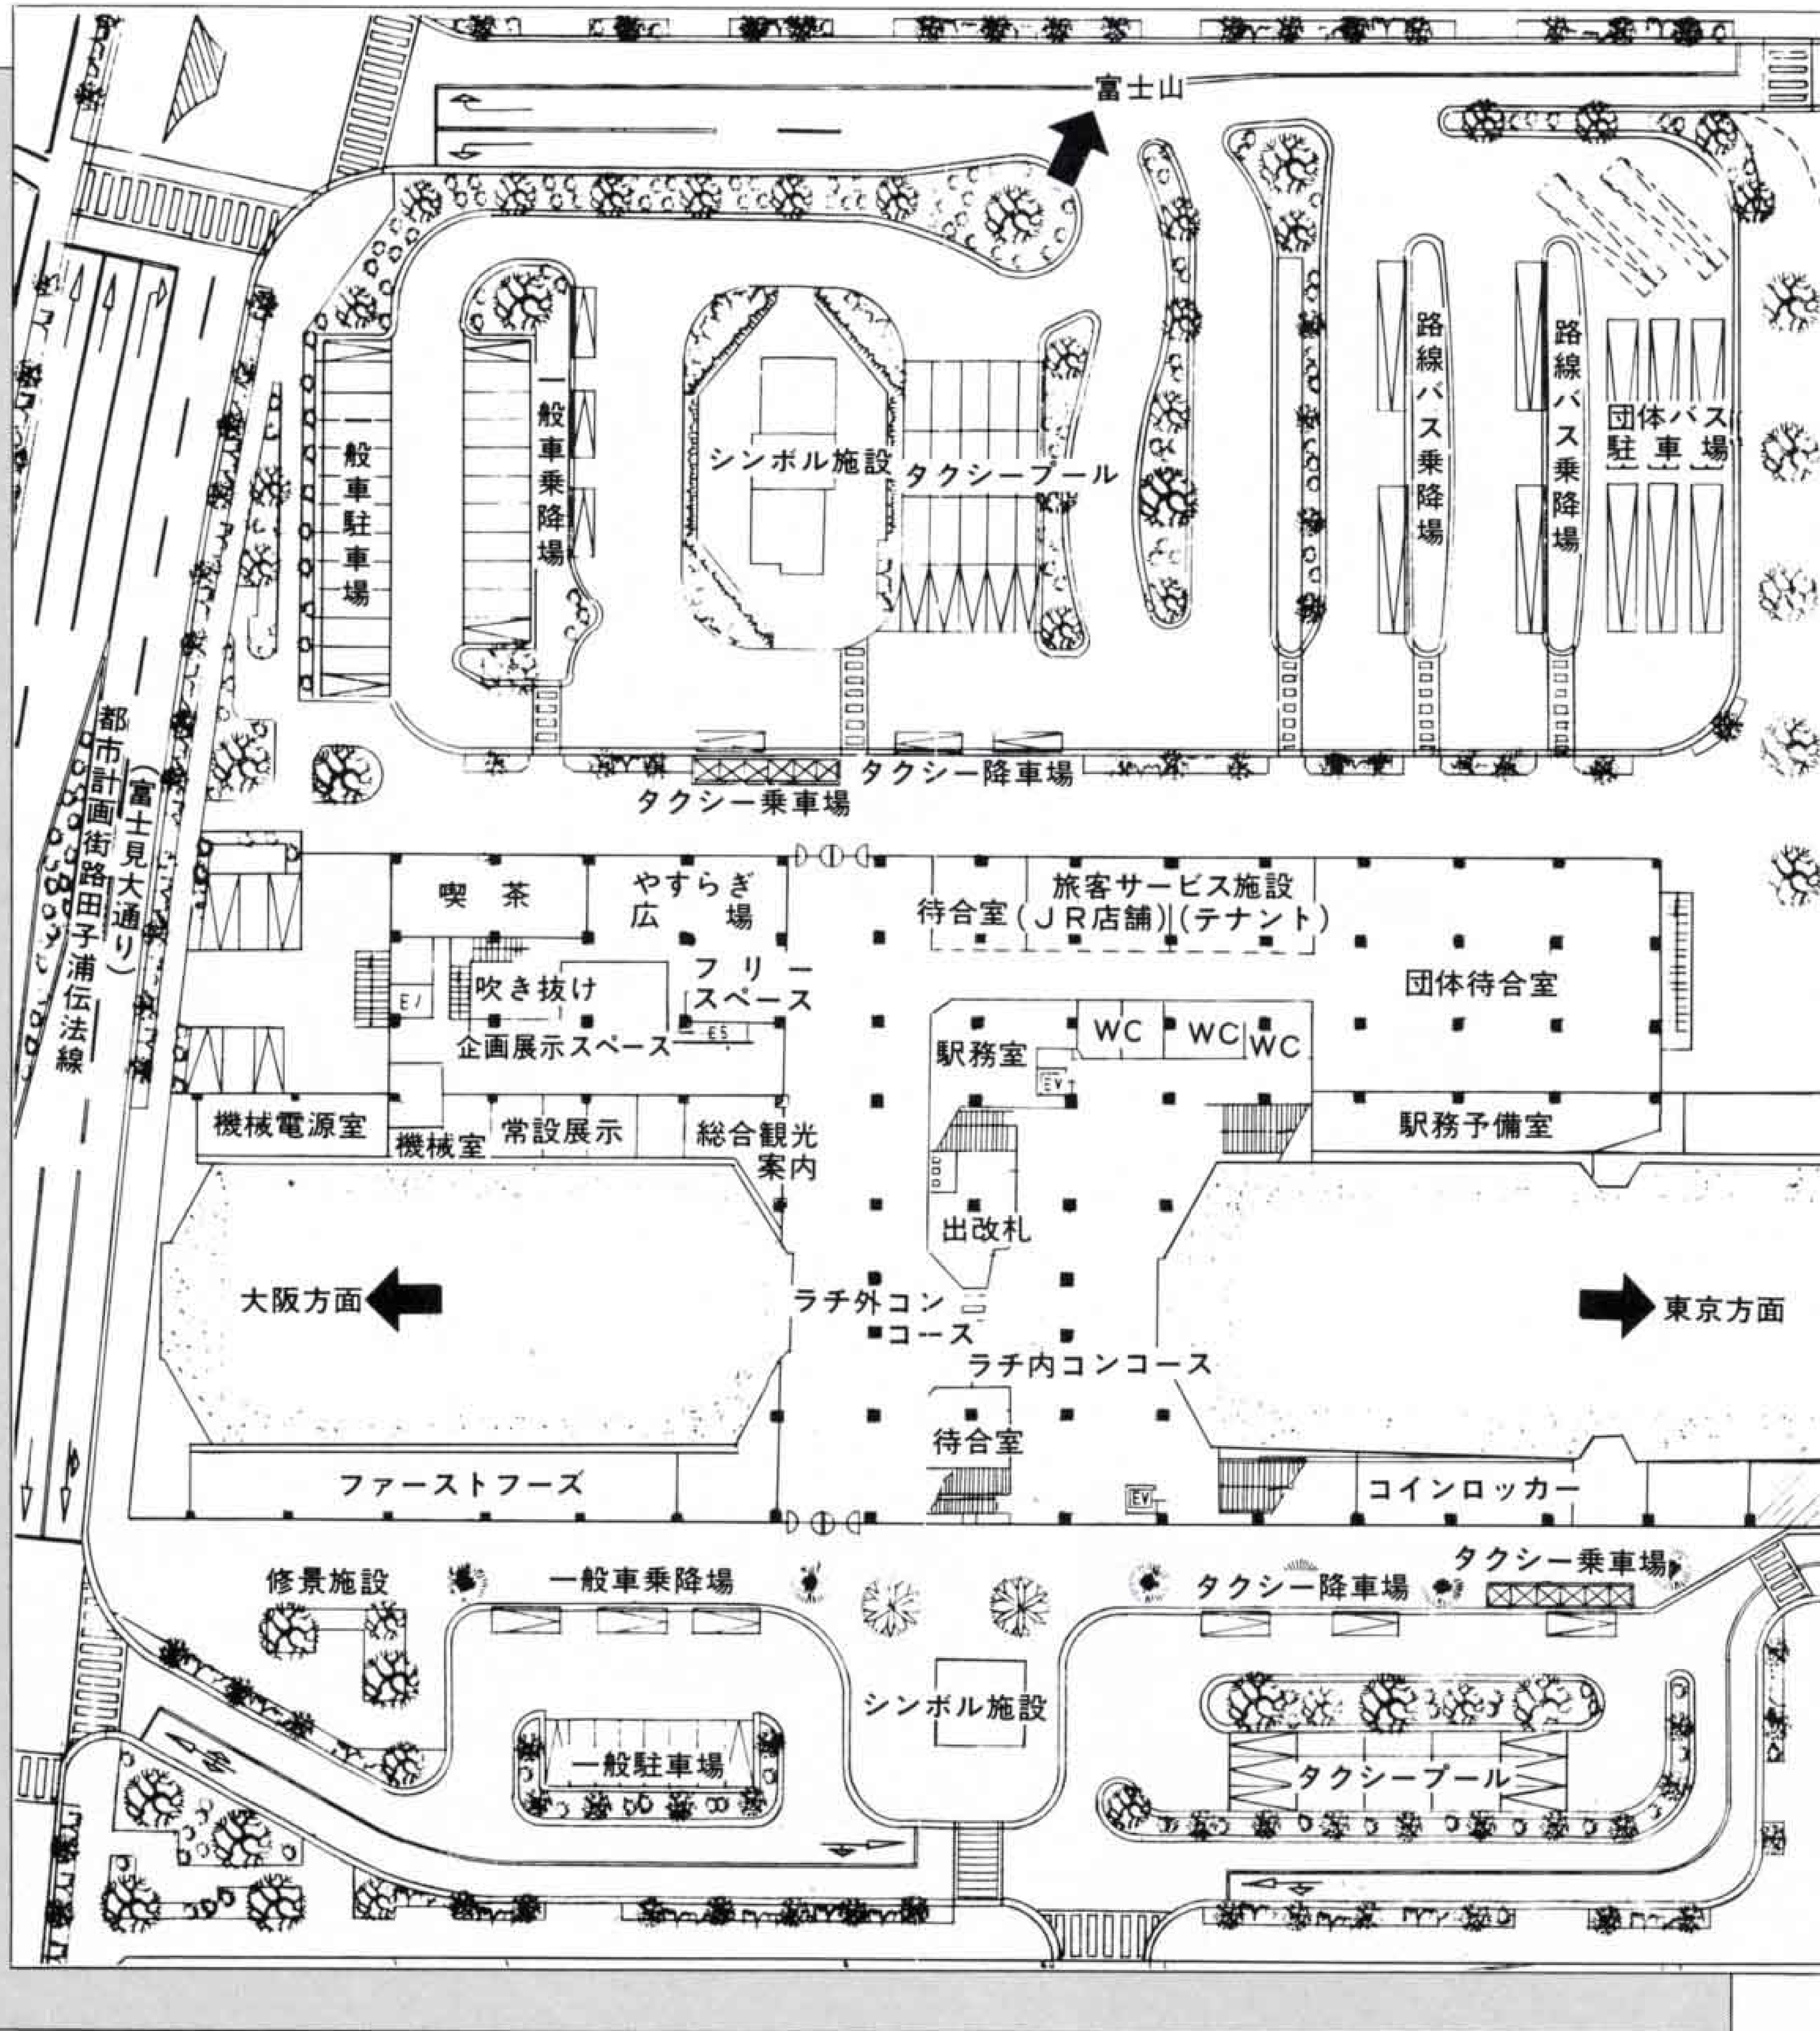 富士山
路線バス乗降場
路線バス乗降場
団体バス
駐車場
一般車駐車場
一般車乗降場
シンボル施設
タクシープール
都市計画街路田子浦伝法線
(富士見大通り)
タクシー降車場
タクシー乗車場
喫茶
やすらぎ
広場
待合室
旅客サービス施設
(JR店舗)
(テナント)
フリー
スペース
吹き抜け
団体待合室
ES
企画展示スペース
駅務室
WC
WC
WC
EV
機械電源室
機械室
常設展示
総合観光
案内
駅務予備室
出改札
大阪方面
ラチ外コン
コース
東京方面
ラチ内コンコース
待合室
ファーストフーズ
EV
コインロッカー
修景施設
一般車乗降場
タクシー降車場
タクシー乗車場
シンボル施設
一般駐車場
タクシープール